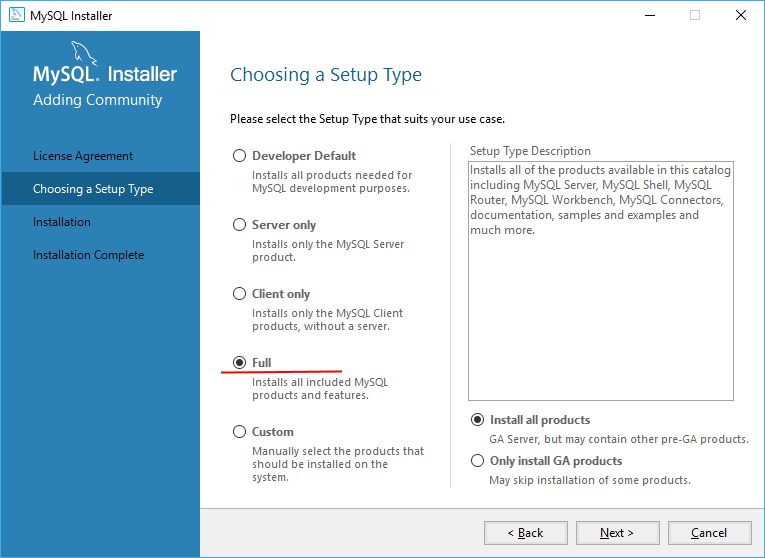 MySQL Installer
MySQL. Installer
Adding Community
License Agreement
Choosing a Setup Type
Installation
Installation Complete
Choosing a Setup Type
Please select the Setup Type that suits your use case.
Developer Default
Installs all products needed for
MySQL development purposes.
Server only
Installs only the MySQL Server
product.
Client only
Installs only the MySQL Client
products, without a server.
Full
Installs all included MySQL
products and features.
Custom
Manually select the products that
should be installed on the
system.
Setup Type Description
Installs all of the products available in this catalog
including MySQL Server, MySQL Shell, MySQL
Router, MySQL Workbench, MySQL Connectors,
documentation, samples and examples and
much more.
Install all products
GA Server, but may contain other pre-GA products.
Only install GA products
May skip installation of some products.
< Back
Next >
Cancel